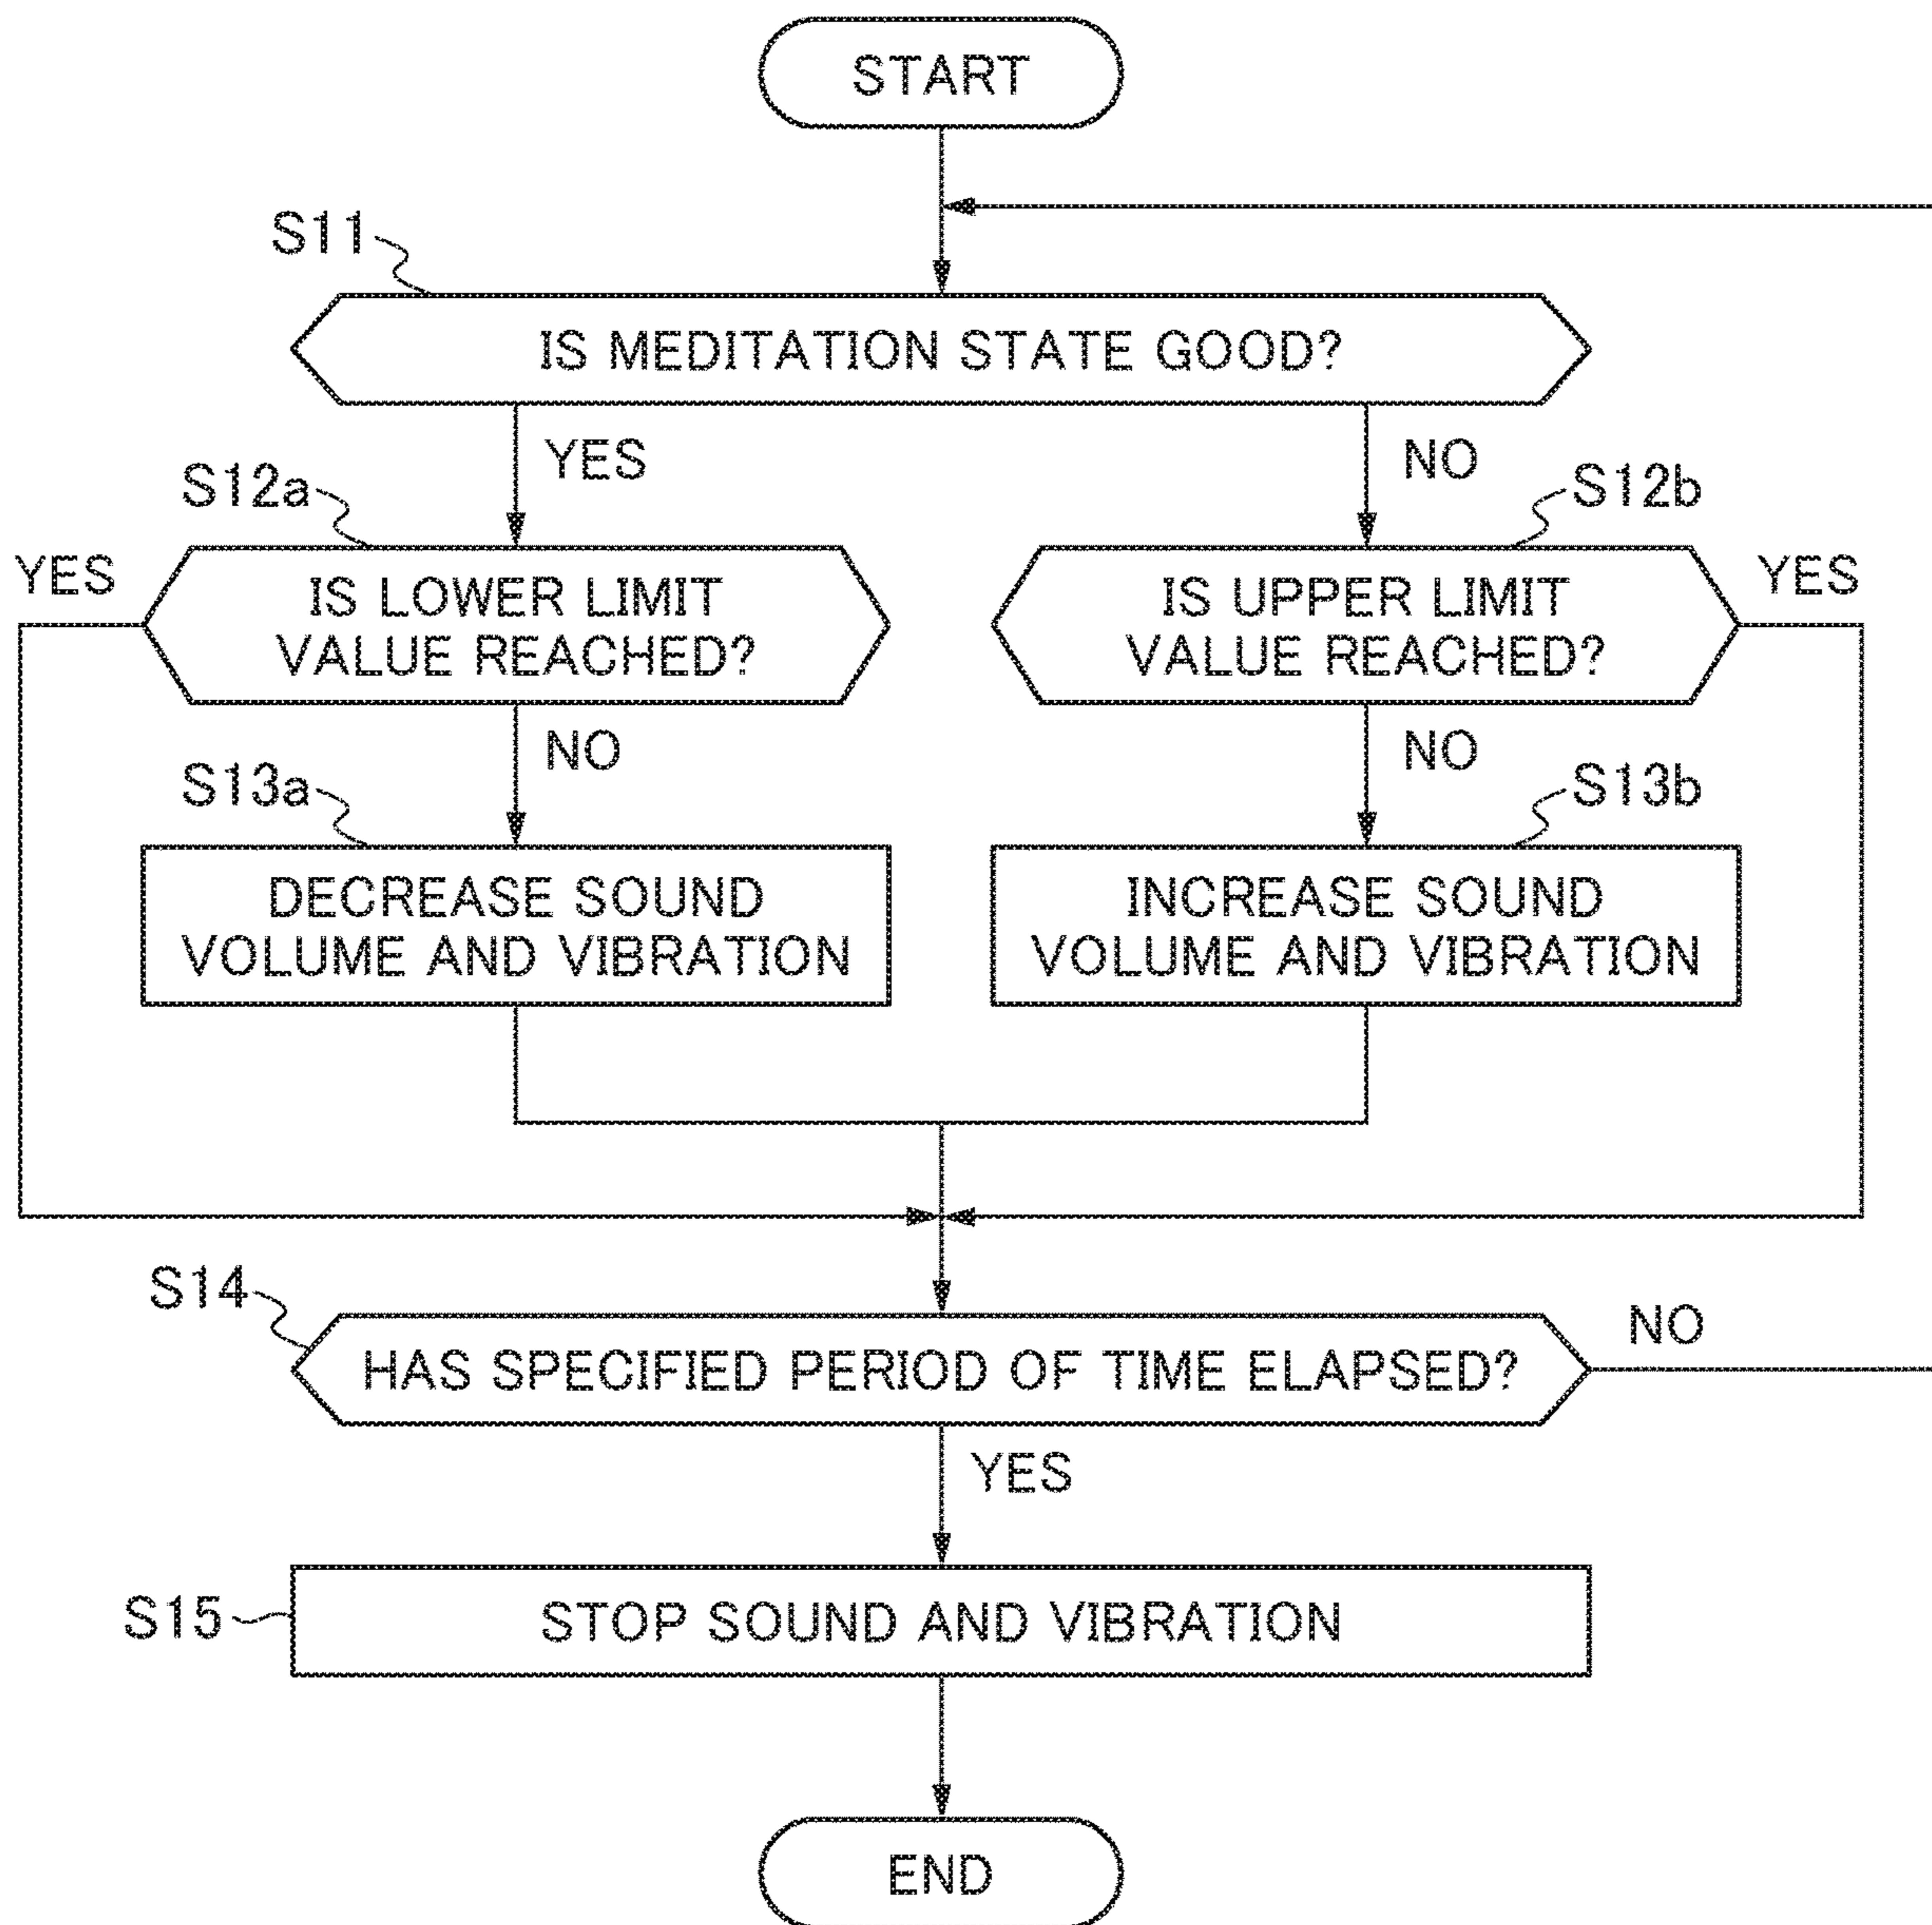 START
S11
IS MEDITATION STATE GOOD?
YES
NO
S12a
S12b
YES
IS LOWER LIMIT
VALUE REACHED?
IS UPPER LIMIT
VALUE REACHED?
YES
NO
NO
S13a
S13b
DECREASE SOUND
VOLUME AND VIBRATION
INCREASE SOUND
VOLUME AND VIBRATION
S14
HAS SPECIFIED PERIOD OF TIME ELAPSED?
NO
YES
S15
STOP SOUND AND VIBRATION
END